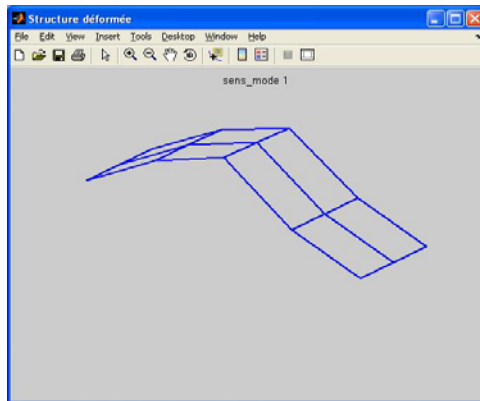 Structure déformée
File Edit View Insert Tools Desktop Window Help
sens_mode 1